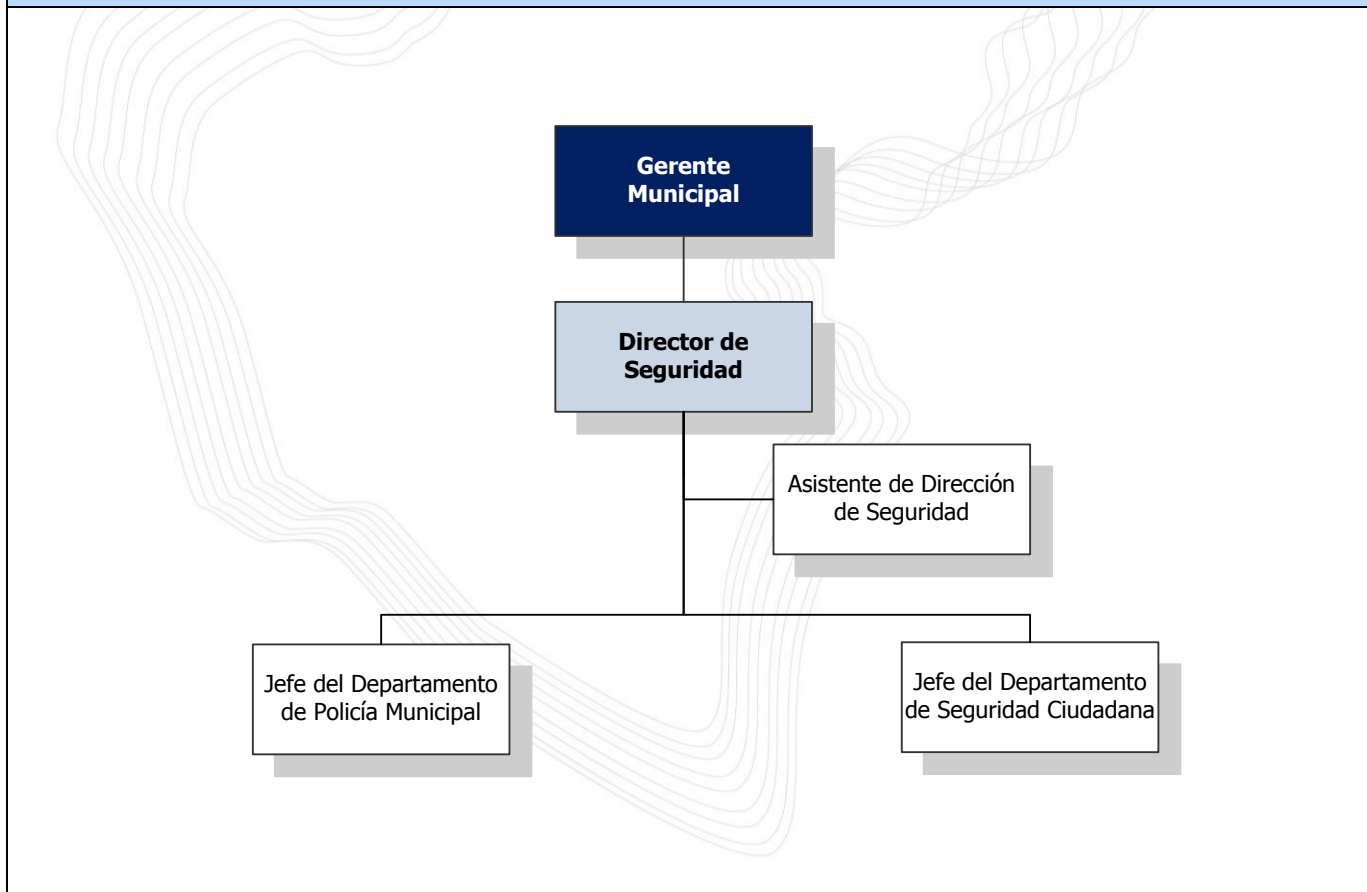 Gerente
Municipal
Director de
Seguridad
Asistente de Dirección
de Seguridad
Jefe del Departamento
de Policía Municipal
Jefe del Departamento
de Seguridad Ciudadana